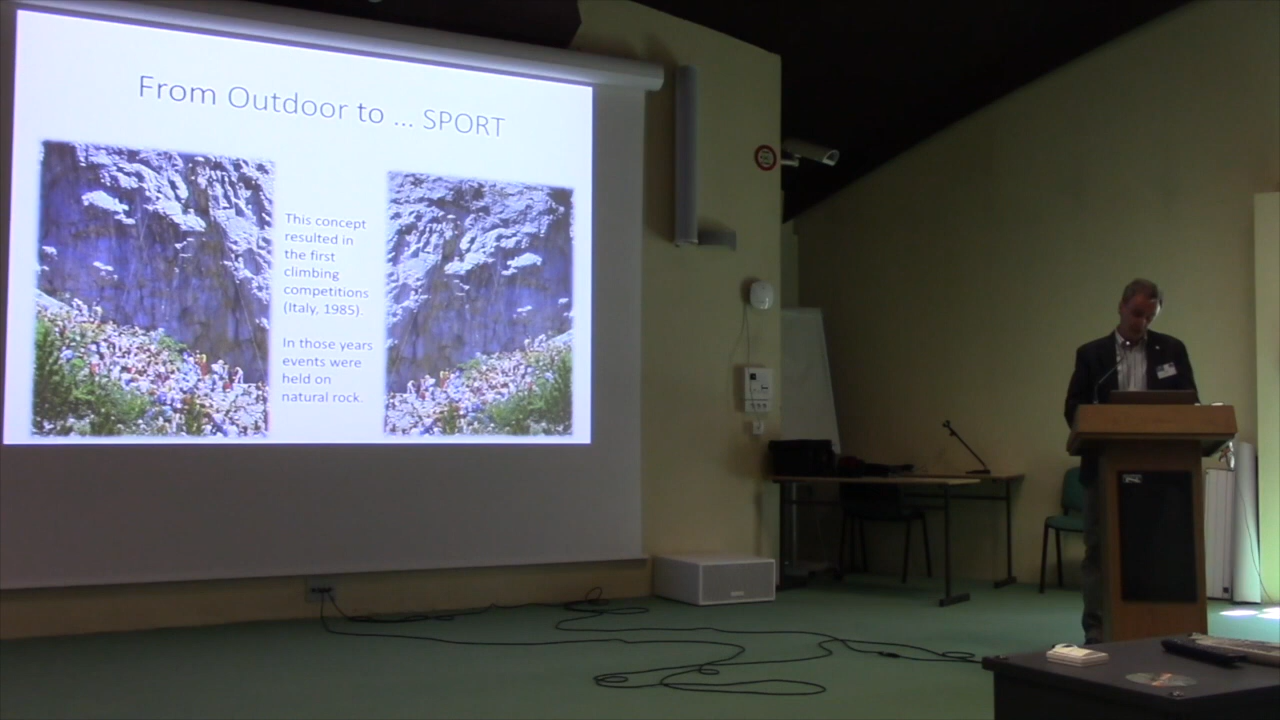 From Outdoor to ... SPORT
This concept
resulted in
the first
climbing
competitions
(Italy, 1985).
In those years
events were
held on
natural rock.